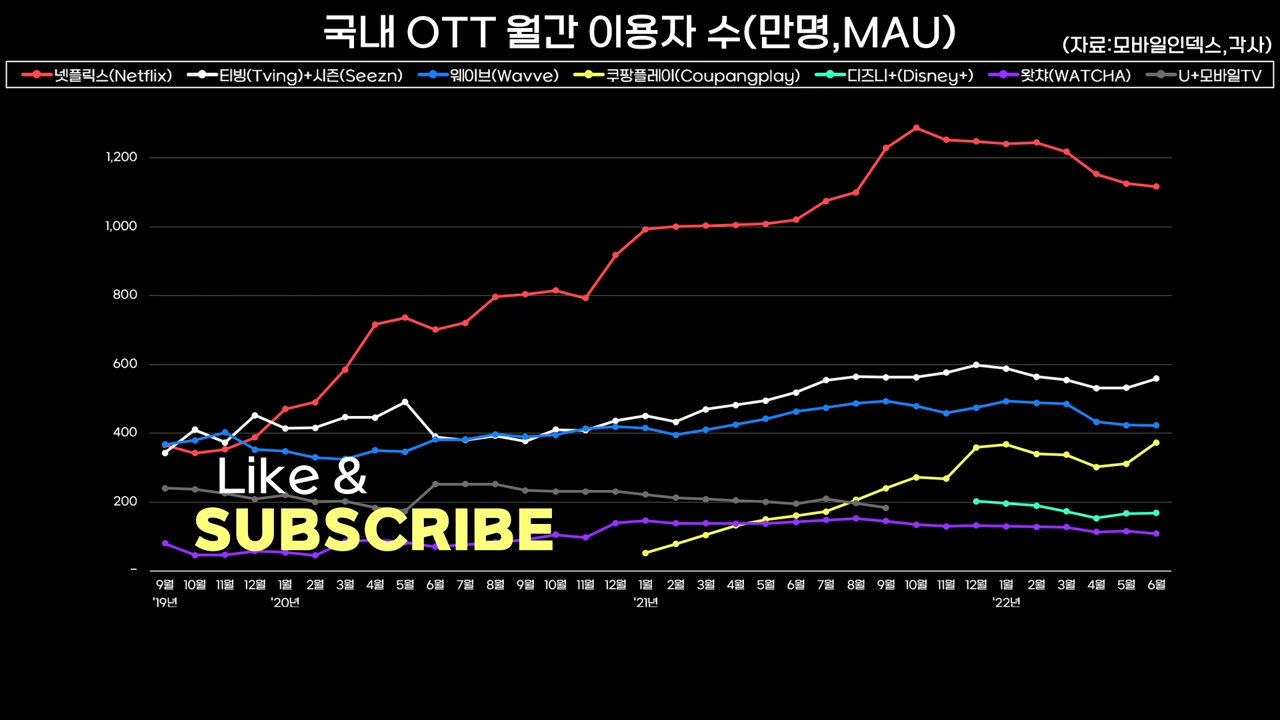 국내 OTT 월간 이용자 수(만명,MAU)
(자료:모바일인덱스,각사)
넷플릭스(Netflix) 티빙(Tving)+시즌(Seezn) 웨이브(Wavve) 쿠팡플레이(Coupangplay) 디즈니+(Disney+) 왓챠(WATCHA) U+모바일TV
1,200
1,000
800
600
400
200
–
Like &
SUBSCRIBE
9월 10월 11월 12월 1월 2월 3월 4월 5월 6월 7월 8월 9월 10월 11월 12월 1월 2월 3월 4월 5월 6월 7월 8월 9월 10월 11월 12월 1월 2월 3월 4월 5월 6월
'19년 '20년 '21년 '22년